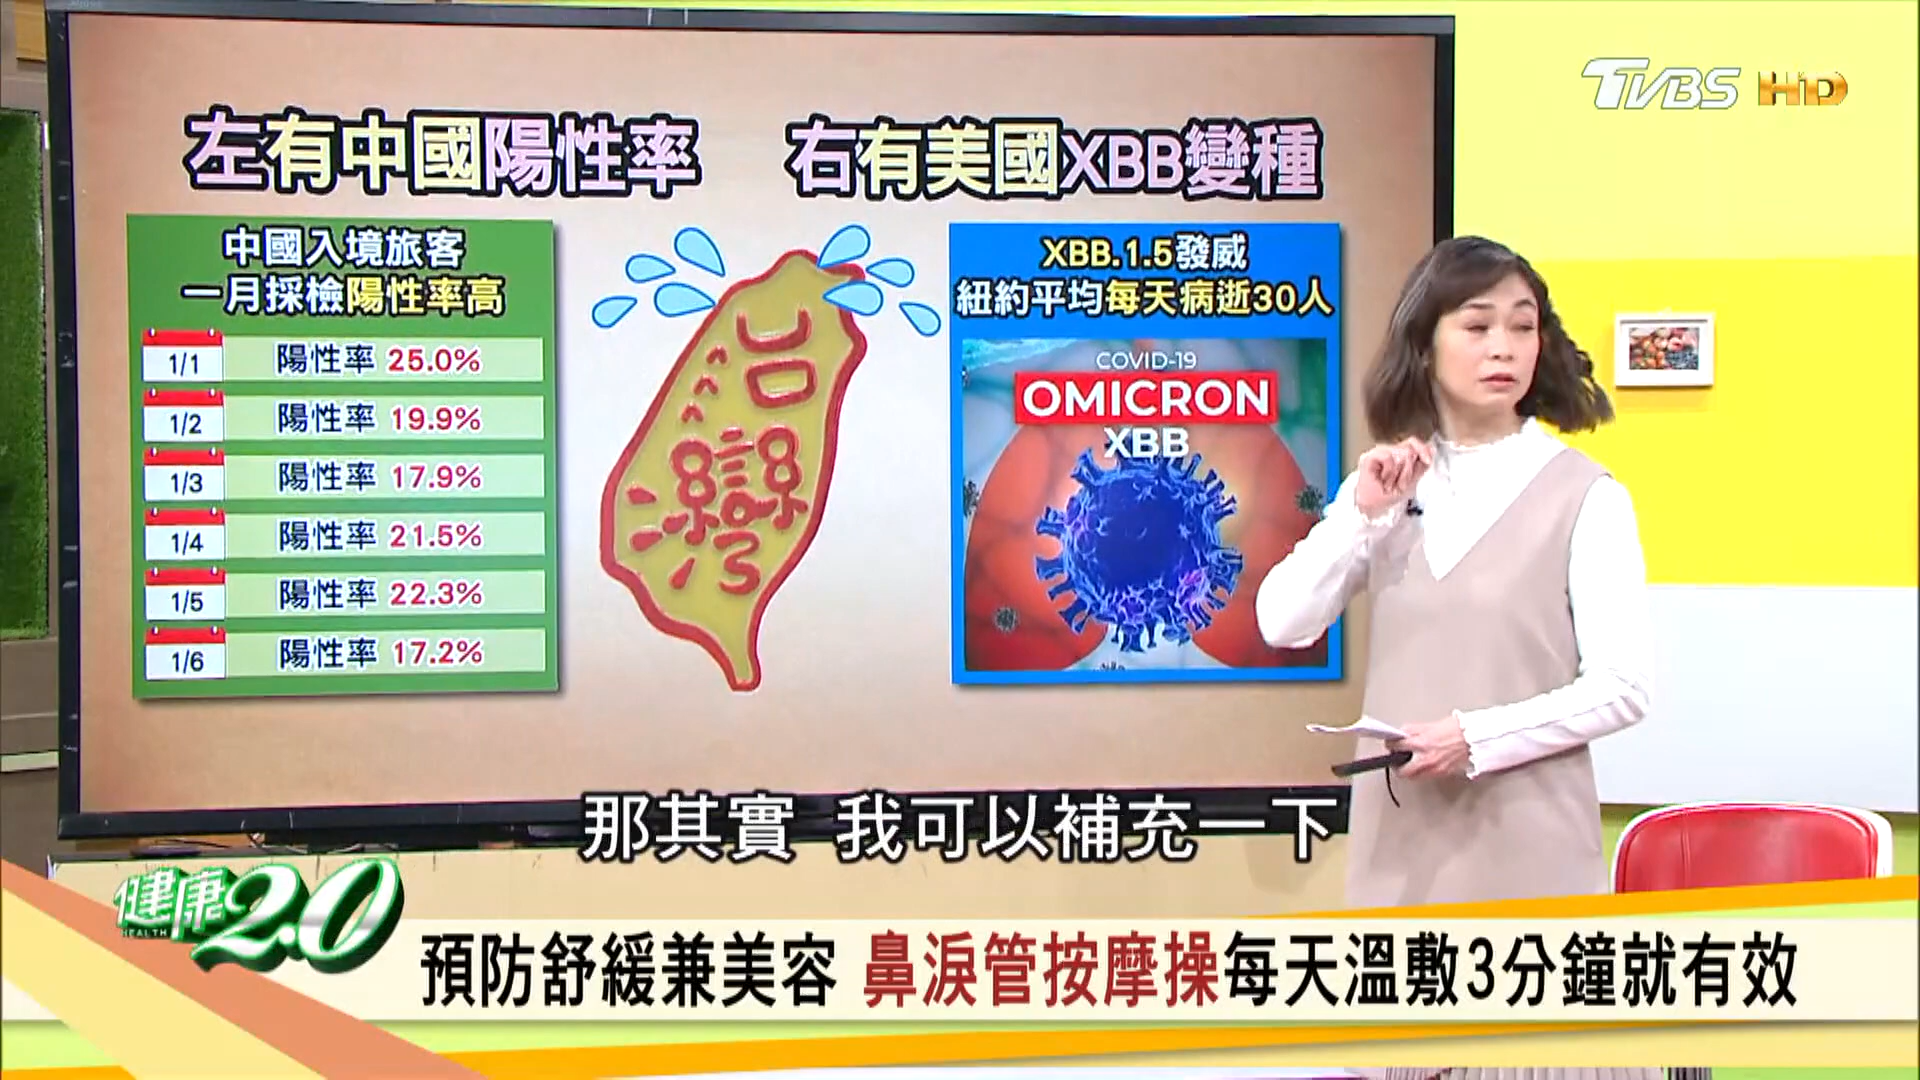 TVBS HD
左有中國陽性率
右有美國XBB變種
中國入境旅客
一月採檢陽性率高
1/1 陽性率 25.0%
1/2 陽性率 19.9%
1/3 陽性率 17.9%
1/4 陽性率 21.5%
1/5 陽性率 22.3%
1/6 陽性率 17.2%
台灣
XBB.1.5發威
紐約平均每天病逝30人
COVID-19
OMICRON
XBB
那其實 我可以補充一下
健康2.0
HEALTH
預防舒緩兼美容 鼻淚管按摩操每天溫敷3分鐘就有效